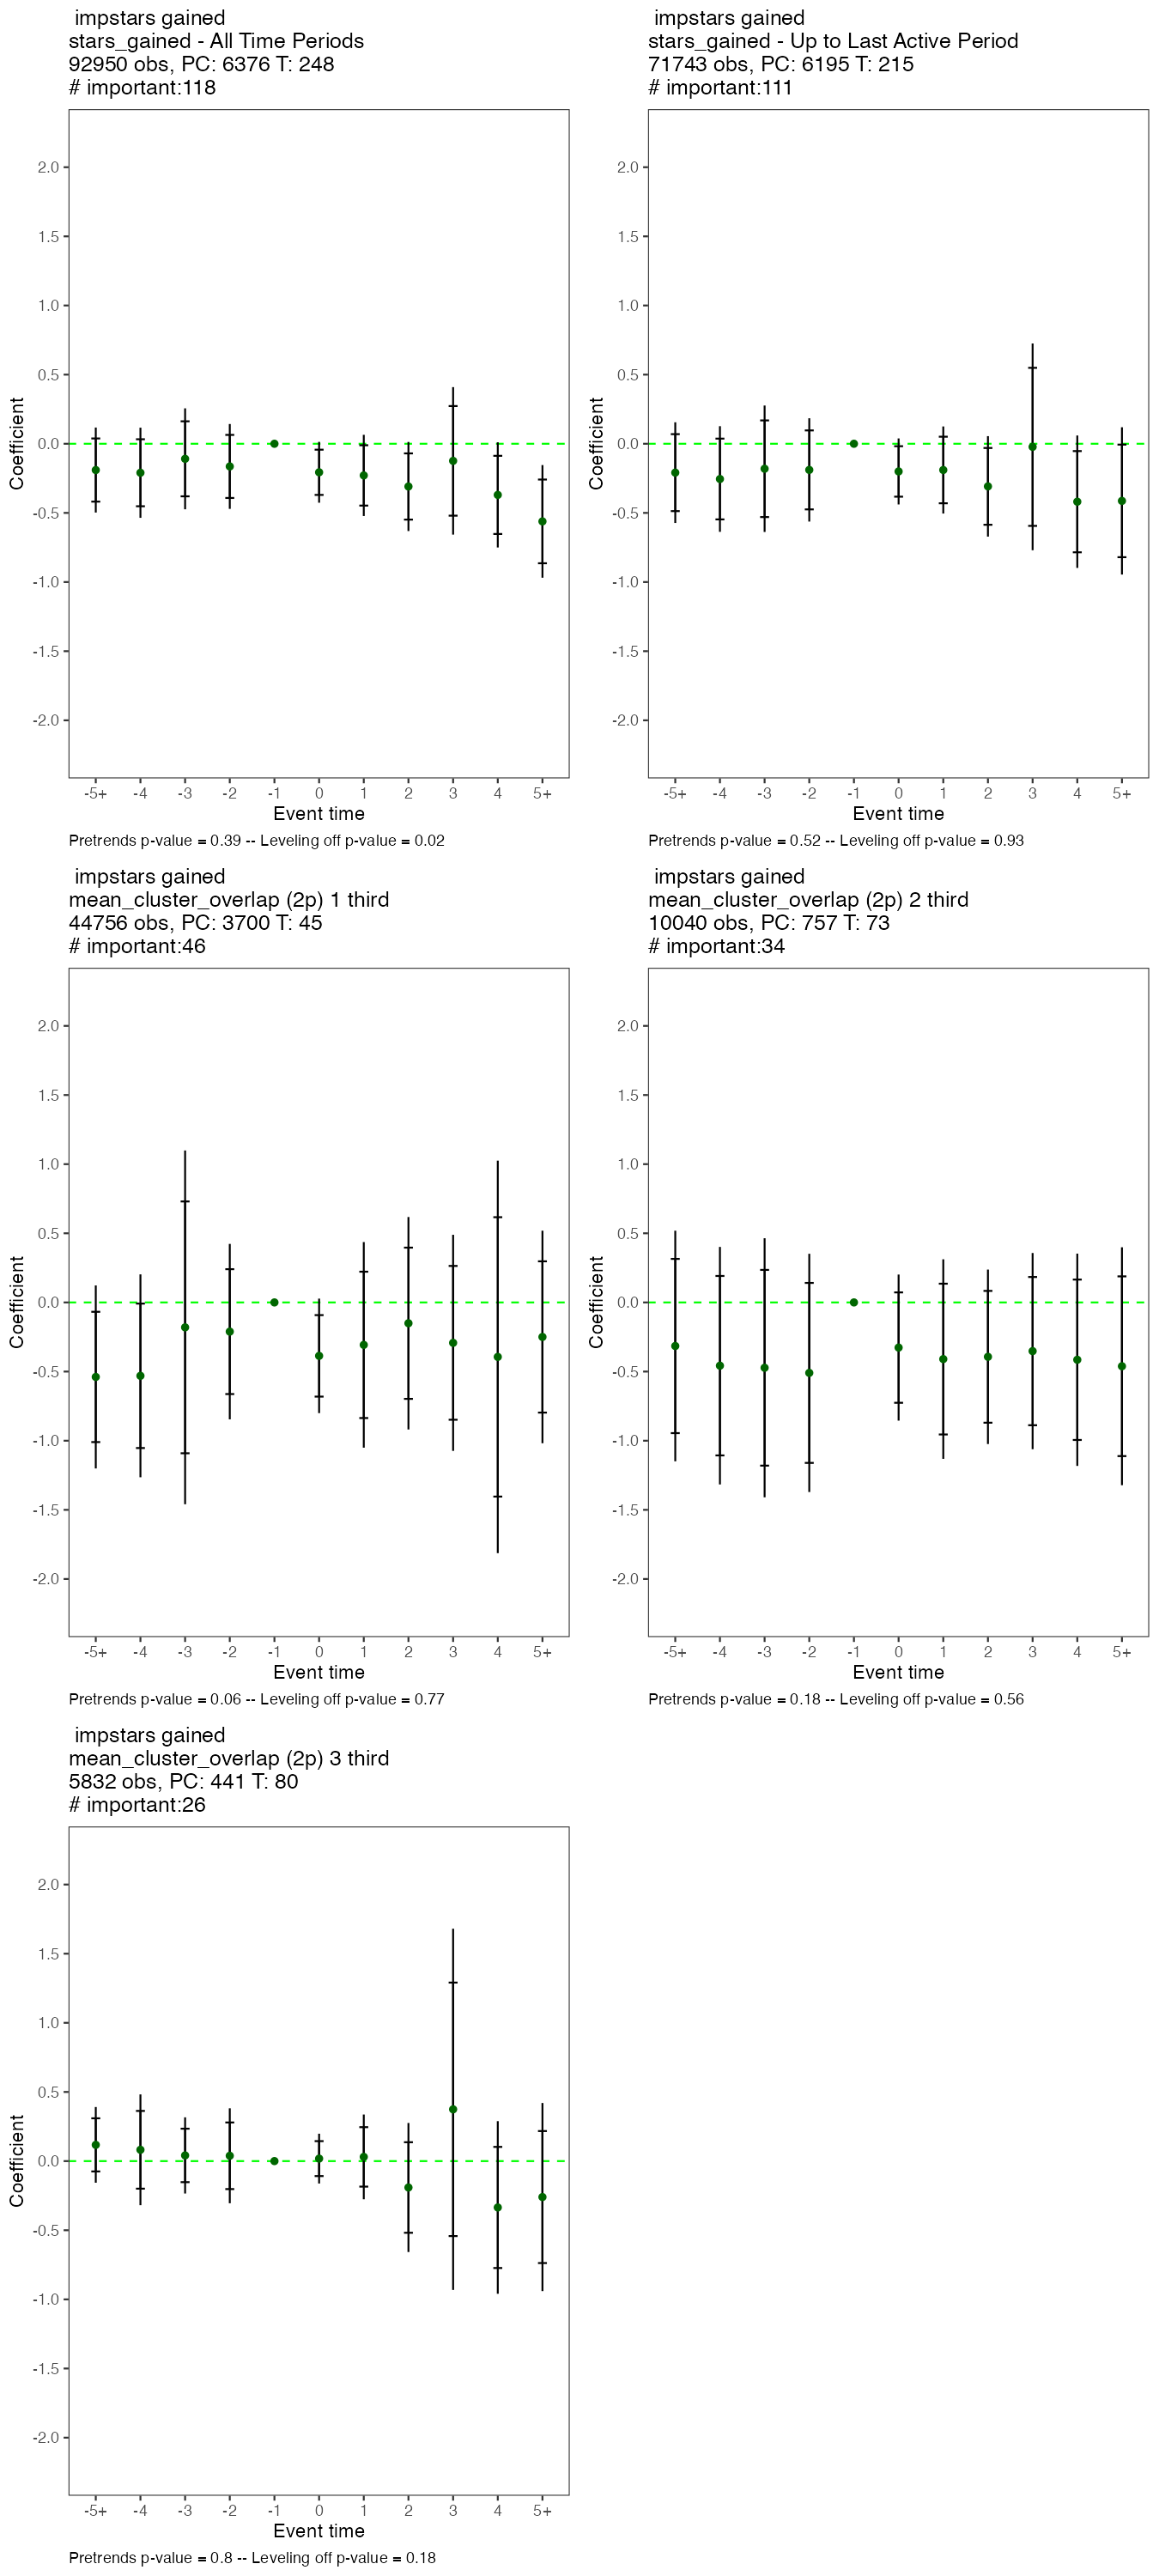 impstars gained
stars_gained - All Time Periods
92950 obs, PC: 6376 T: 248
# important:118
2.0
1.5
1.0
0.5
0.0
-0.5
-1.0
-1.5
-2.0
Coefficient
-5+ -4 -3 -2 -1 0 1 2 3 4 5+
Event time
Pretrends p-value = 0.39 -- Leveling off p-value = 0.02
impstars gained
stars_gained - Up to Last Active Period
71743 obs, PC: 6195 T: 215
# important:111
2.0
1.5
1.0
0.5
0.0
-0.5
-1.0
-1.5
-2.0
Coefficient
-5+ -4 -3 -2 -1 0 1 2 3 4 5+
Event time
Pretrends p-value = 0.52 -- Leveling off p-value = 0.93
impstars gained
mean_cluster_overlap (2p) 1 third
44756 obs, PC: 3700 T: 45
# important:46
2.0
1.5
1.0
0.5
0.0
-0.5
-1.0
-1.5
-2.0
Coefficient
-5+ -4 -3 -2 -1 0 1 2 3 4 5+
Event time
Pretrends p-value = 0.06 -- Leveling off p-value = 0.77
impstars gained
mean_cluster_overlap (2p) 2 third
10040 obs, PC: 757 T: 73
# important:34
2.0
1.5
1.0
0.5
0.0
-0.5
-1.0
-1.5
-2.0
Coefficient
-5+ -4 -3 -2 -1 0 1 2 3 4 5+
Event time
Pretrends p-value = 0.18 -- Leveling off p-value = 0.56
impstars gained
mean_cluster_overlap (2p) 3 third
5832 obs, PC: 441 T: 80
# important:26
2.0
1.5
1.0
0.5
0.0
-0.5
-1.0
-1.5
-2.0
Coefficient
-5+ -4 -3 -2 -1 0 1 2 3 4 5+
Event time
Pretrends p-value = 0.8 -- Leveling off p-value = 0.18